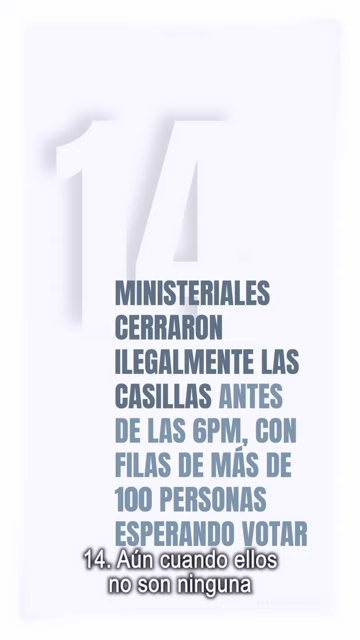 14
MINISTERIALES
CERRARON
ILEGALMENTE LAS
CASILLAS ANTES
DE LAS 6PM, CON
FILAS DE MÁS DE
100 PERSONAS
ESPERANDO VOTAR
14. Aún cuando ellos
no son ninguna